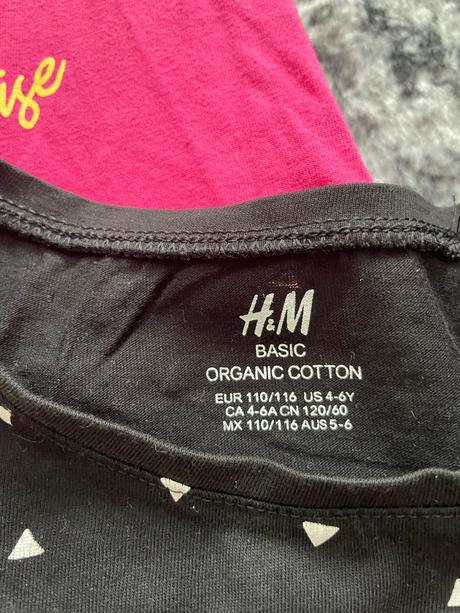 H&M
BASIC
ORGANIC COTTON
EUR 110/116 US 4-6Y
CA 4-6A CN 120/60
MX 110/116 AUS 5-6